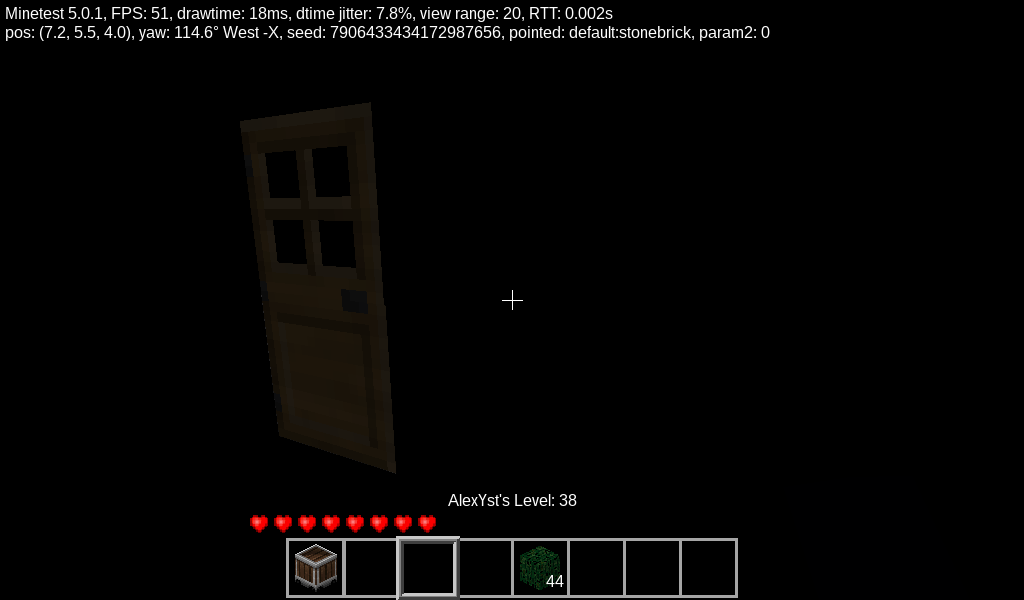 Minetest 5.0.1, FPS: 51, drawtime: 18ms, dtime jitter: 7.8%, view range: 20, RTT: 0.002s
pos: (7.2, 5.5, 4.0), yaw: 114.6° West -X, seed: 7906433434172987656, pointed: default:stonebrick, param2: 0
AlexYst's Level: 38
44